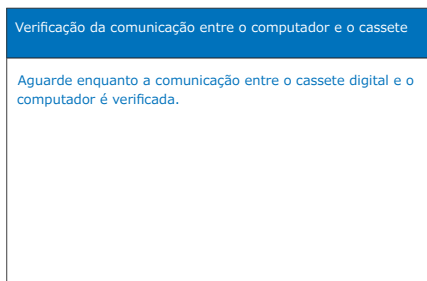 Verificação da comunicação entre o computador e o cassete
Aguarde enquanto a comunicação entre o cassete digital e o
computador é verificada.